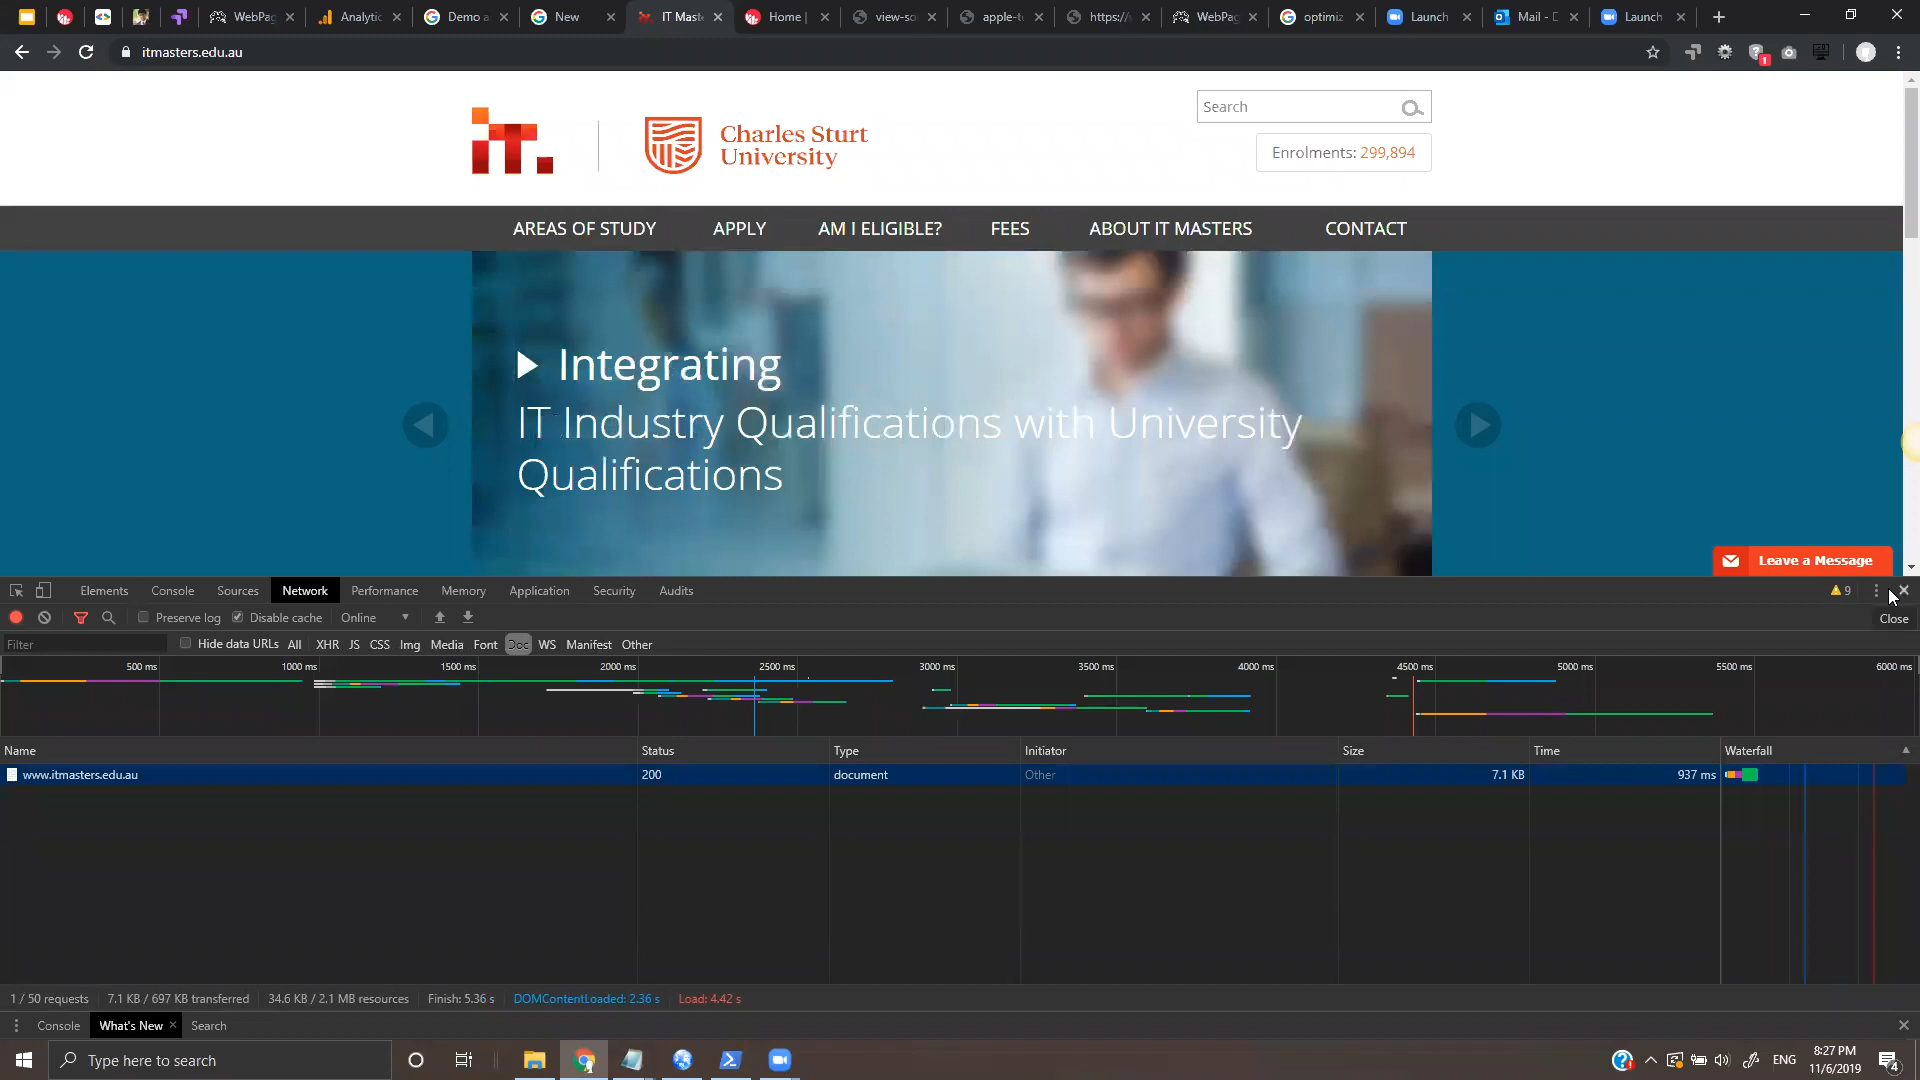 WebPag
Analytic
Demo a
New
IT Mast
Home |
view-so
apple-t
https://
WebPag
optimiz
Launch
Mail -
Launch
itmasters.edu.au
1
Search
it.
Charles Sturt
University
Enrolments: 299,894
AREAS OF STUDY APPLY AM I ELIGIBLE? FEES ABOUT IT MASTERS CONTACT
Integrating
IT Industry Qualifications with University
Qualifications
Leave a Message
Elements Console Sources Network Performance Memory Application Security Audits 9
Preserve log Disable cache Online
Close
Filter Hide data URLs All XHR JS CSS Img Media Font Doc WS Manifest Other
500 ms 1000 ms 1500 ms 2000 ms 2500 ms 3000 ms 3500 ms 4000 ms 4500 ms 5000 ms 5500 ms 6000 ms
Name Status Type Initiator Size Time Waterfall
www.itmasters.edu.au 200 document Other 7.1 KB 937 ms
1 / 50 requests 7.1 KB / 697 KB transferred 34.6 KB / 2.1 MB resources Finish: 5.36 s DOMContentLoaded: 2.36 s Load: 4.42 s
Console What's New Search
Type here to search
ENG
8:27 PM
11/6/2019
4